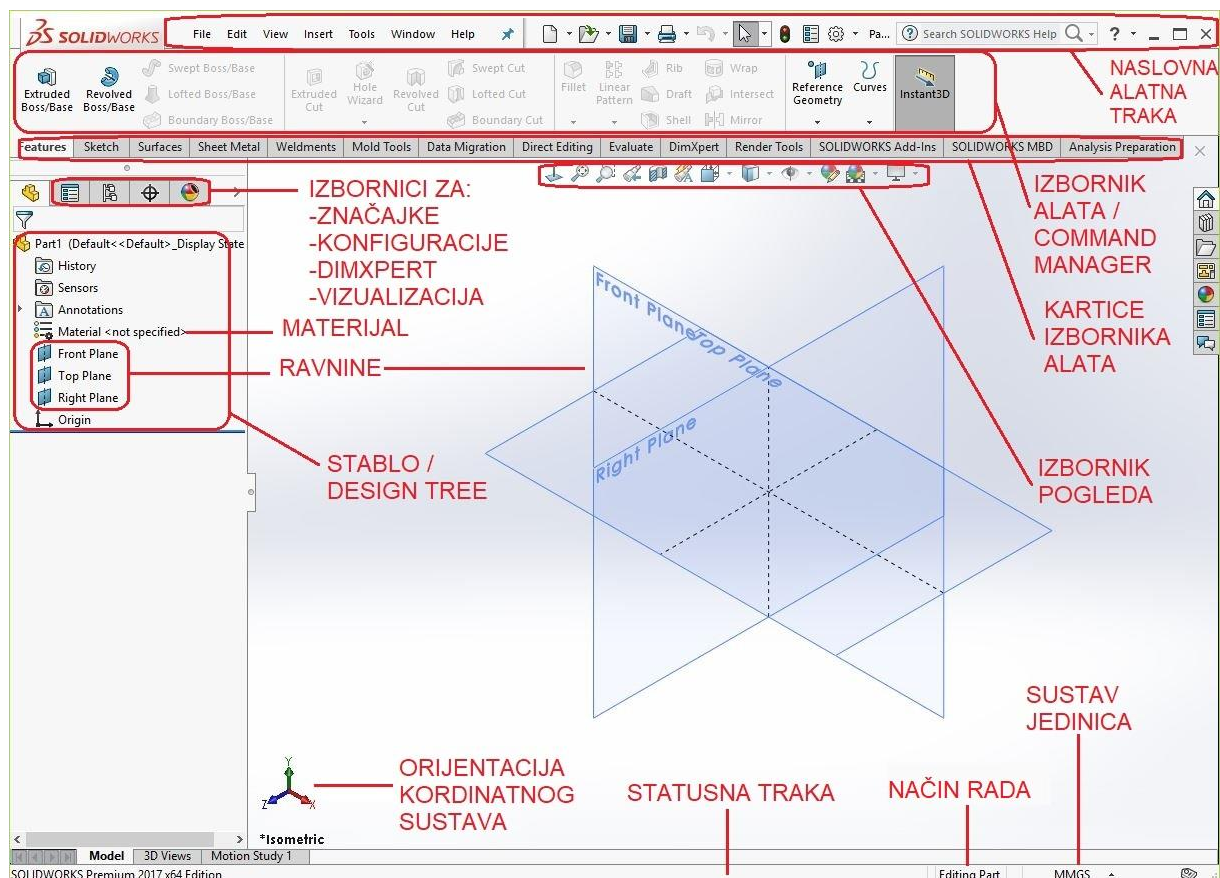 SOLIDWORKS File Edit View Insert Tools Window Help Pa... Search SOLIDWORKS Help
NASLOVNA
ALATNA
TRAKA
Extruded
Boss/Base
Revolved
Boss/Base
Swept Boss/Base
Lofted Boss/Base
Boundary Boss/Base
Extruded
Cut
Hole
Wizard
Revolved
Cut
Swept Cut
Lofted Cut
Boundary Cut
Fillet
Linear
Pattern
Rib
Draft
Shell
Wrap
Intersect
Mirror
Reference
Geometry
Curves
Instant3D
Features Sketch Surfaces Sheet Metal Weldments Mold Tools Data Migration Direct Editing Evaluate DimXpert Render Tools SOLIDWORKS Add-Ins SOLIDWORKS MBD Analysis Preparation
IZBORNICI ZA:
-ZNAČAJKE
-KONFIGURACIJE
-DIMXPERT
-VIZUALIZACIJA
IZBORNIK
ALATA /
COMMAND
MANAGER
KARTICE
IZBORNIKA
ALATA
Part1 (Default<<Default>_Display State
History
Sensors
Annotations
Material <not specified>
Front Plane
Top Plane
Right Plane
Origin
MATERIJAL
RAVNINE
STABLO /
DESIGN TREE
Front Plane
Top Plane
Right Plane
IZBORNIK
POGLEDA
SUSTAV
JEDINICA
Y
Z
X
ORIJENTACIJA
KORDINATNOG
SUSTAVA
STATUSNA TRAKA
NAČIN RADA
*Isometric
Model 3D Views Motion Study 1
SOLIDWORKS Premium 2017 x64 Edition Editing Part MMGS